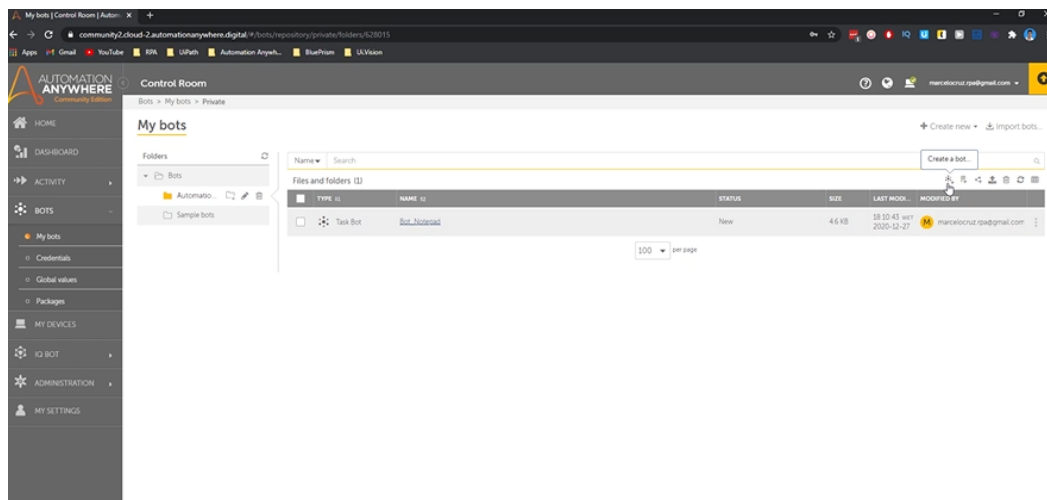 My bots | Control Room | Autom
community2.cloud-2.automationanywhere.digital/#/bots/repository/private/folders/628015
Apps Gmail YouTube RPA UiPath Automation Anywh... BluePrism Ui.Vision
AUTOMATION
ANYWHERE
Community Edition
Control Room
marcelocruz.rpa@gmail.com
Bots > My bots > Private
HOME
My bots
Create new
Import bots...
DASHBOARD
Folders
Name
Search
Create a bot...
Bots
Files and folders (1)
ACTIVITY
Automatio...
TYPE
NAME
STATUS
SIZE
LAST MODI...
MODIFIED BY
BOTS
Sample bots
Task Bot
Bot_Notepad
New
4.6 KB
18:10:43 WET
2020-12-27
M
marcelocruz.rpa@gmail.com
My bots
100 per page
Credentials
Global values
Packages
MY DEVICES
IQ BOT
ADMINISTRATION
MY SETTINGS